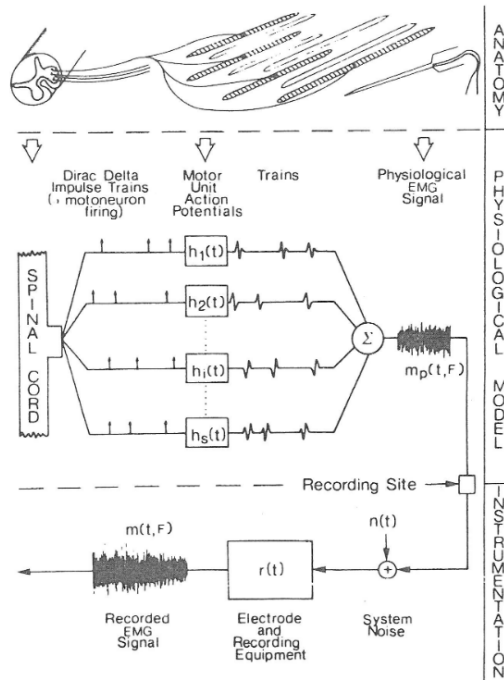 ANATOMY
Dirac Delta
Impulse Trains
( motoneuron
firing)
Motor
Unit
Action
Potentials
Trains
Physiological
EMG
Signal
PHYSIOLOGICAL MODEL
SPINAL CORD
h1(t)
h2(t)
hi(t)
hs(t)
Σ
mp(t,F)
Recording Site
INSTRUMENTATION
m(t,F)
r(t)
n(t)
+
Recorded
EMG
Signal
Electrode
and
Recording
Equipment
System
Noise